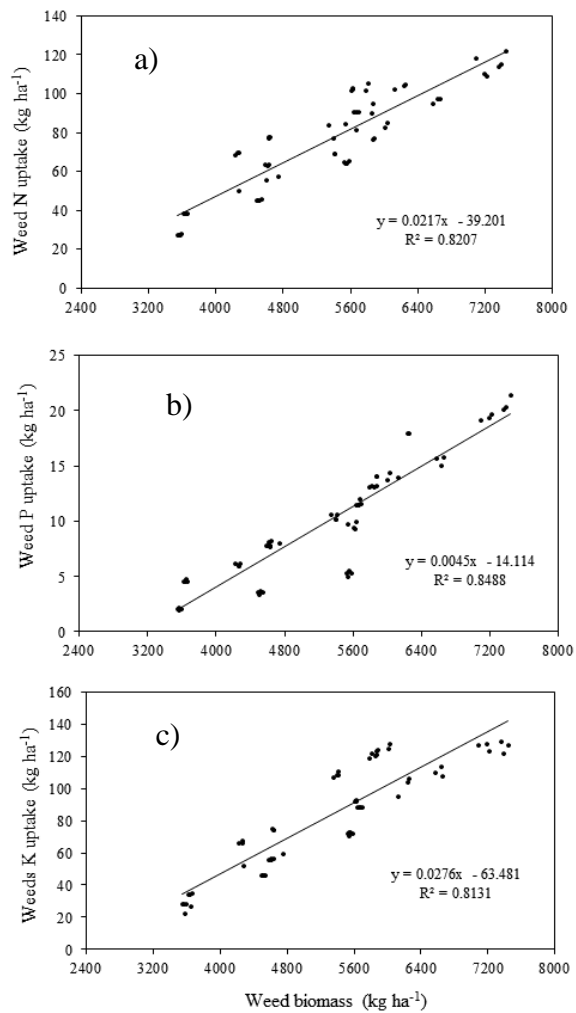 140
120
100
80
60
40
20
0
Weed N uptake (kg ha-1)
a)
y = 0.0217x - 39.201
R² = 0.8207
2400 3200 4000 4800 5600 6400 7200 8000
25
20
15
10
5
0
Weed P uptake (kg ha-1)
b)
y = 0.0045x - 14.114
R² = 0.8488
2400 3200 4000 4800 5600 6400 7200 8000
160
140
120
100
80
60
40
20
0
Weeds K uptake (kg ha-1)
c)
y = 0.0276x - 63.481
R² = 0.8131
2400 3200 4000 4800 5600 6400 7200 8000
Weed biomass (kg ha-1)